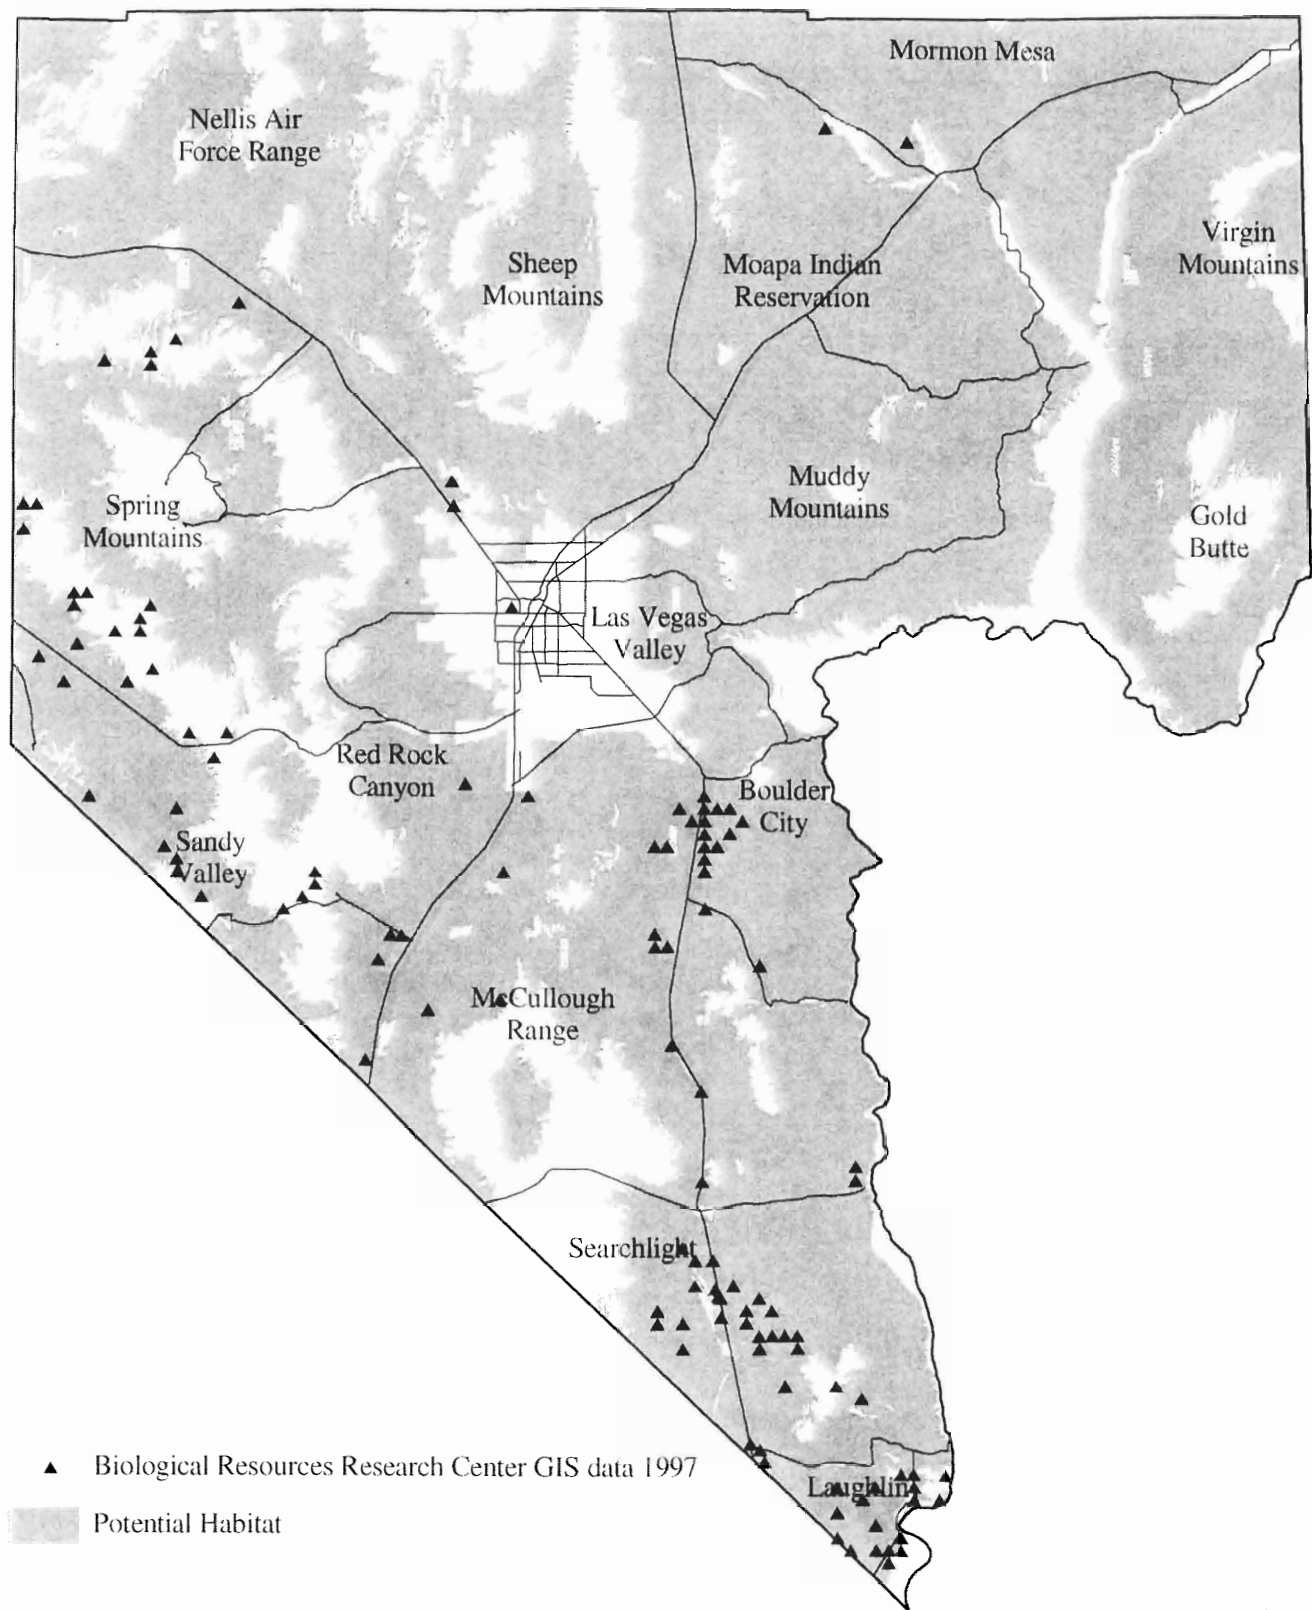 Mormon Mesa
Nellis Air
Force Range
Virgin
Mountains
Sheep
Mountains
Moapa Indian
Reservation
Muddy
Mountains
Spring
Mountains
Gold
Butte
Las Vegas
Valley
Red Rock
Canyon
Boulder
City
Sandy
Valley
McCullough
Range
Searchlight
Biological Resources Research Center GIS data 1997
Laughlin
Potential Habitat